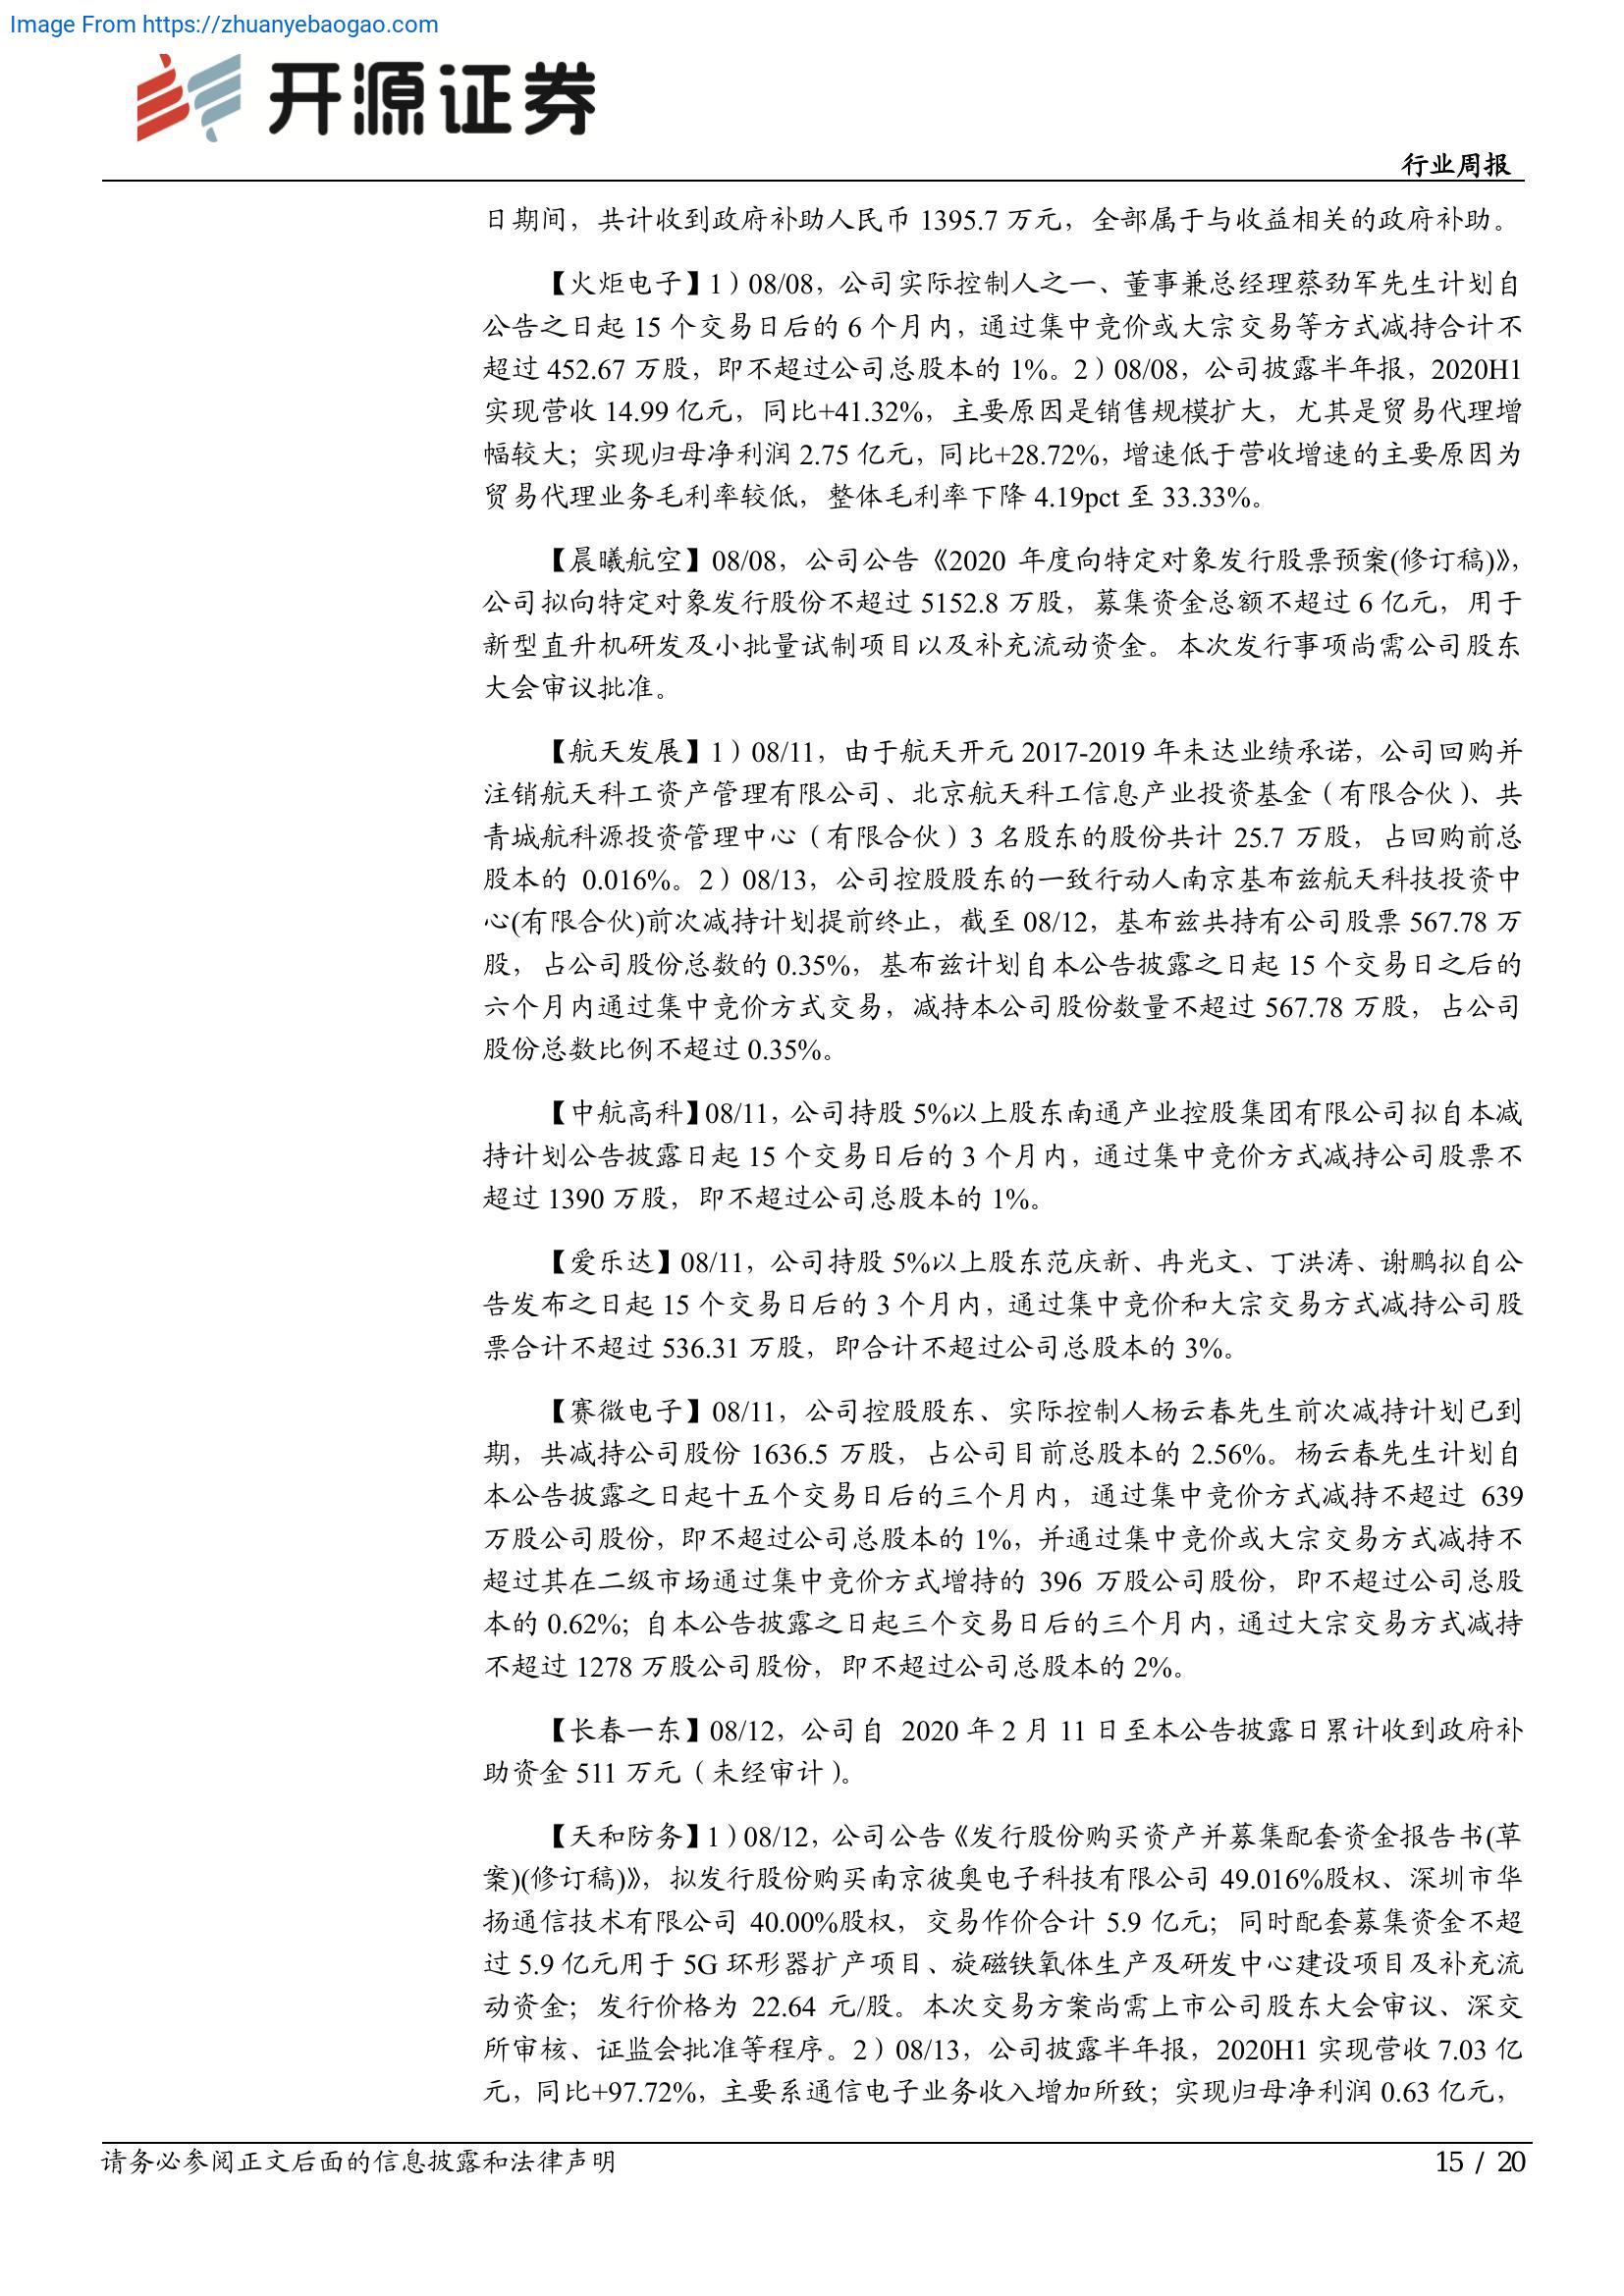 Image From https://zhuanyebaogao.com
开源证券
行业周报
日期间，共计收到政府补助人民币 1395.7 万元，全部属于与收益相关的政府补助。
【火炬电子】1）08/08，公司实际控制人之一、董事兼总经理蔡劲军先生计划自
公告之日起 15 个交易日后的 6 个月内，通过集中竞价或大宗交易等方式减持合计不
超过 452.67 万股，即不超过公司总股本的 1%。2）08/08，公司披露半年报，2020H1
实现营收 14.99 亿元，同比+41.32%，主要原因是销售规模扩大，尤其是贸易代理增
幅较大；实现归母净利润 2.75 亿元，同比+28.72%，增速低于营收增速的主要原因为
贸易代理业务毛利率较低，整体毛利率下降 4.19pct 至 33.33%。
【晨曦航空】08/08，公司公告《2020 年度向特定对象发行股票预案(修订稿)》，
公司拟向特定对象发行股份不超过 5152.8 万股，募集资金总额不超过 6 亿元，用于
新型直升机研发及小批量试制项目以及补充流动资金。本次发行事项尚需公司股东
大会审议批准。
【航天发展】1）08/11，由于航天开元 2017-2019 年未达业绩承诺，公司回购并
注销航天科工资产管理有限公司、北京航天科工信息产业投资基金（有限合伙）、共
青城航科源投资管理中心（有限合伙）3 名股东的股份共计 25.7 万股，占回购前总
股本的 0.016%。2）08/13，公司控股股东的一致行动人南京基布兹航天科技投资中
心(有限合伙)前次减持计划提前终止，截至 08/12，基布兹共持有公司股票 567.78 万
股，占公司股份总数的 0.35%，基布兹计划自本公告披露之日起 15 个交易日之后的
六个月内通过集中竞价方式交易，减持本公司股份数量不超过 567.78 万股，占公司
股份总数比例不超过 0.35%。
【中航高科】08/11，公司持股 5%以上股东南通产业控股集团有限公司拟自本减
持计划公告披露日起 15 个交易日后的 3 个月内，通过集中竞价方式减持公司股票不
超过 1390 万股，即不超过公司总股本的 1%。
【爱乐达】08/11，公司持股 5%以上股东范庆新、冉光文、丁洪涛、谢鹏拟自公
告发布之日起 15 个交易日后的 3 个月内，通过集中竞价和大宗交易方式减持公司股
票合计不超过 536.31 万股，即合计不超过公司总股本的 3%。
【赛微电子】08/11，公司控股股东、实际控制人杨云春先生前次减持计划已到
期，共减持公司股份 1636.5 万股，占公司目前总股本的 2.56%。杨云春先生计划自
本公告披露之日起十五个交易日后的三个月内，通过集中竞价方式减持不超过 639
万股公司股份，即不超过公司总股本的 1%，并通过集中竞价或大宗交易方式减持不
超过其在二级市场通过集中竞价方式增持的 396 万股公司股份，即不超过公司总股
本的 0.62%；自本公告披露之日起三个交易日后的三个月内，通过大宗交易方式减持
不超过 1278 万股公司股份，即不超过公司总股本的 2%。
【长春一东】08/12，公司自 2020 年 2 月 11 日至本公告披露日累计收到政府补
助资金 511 万元（未经审计）。
【天和防务】1）08/12，公司公告《发行股份购买资产并募集配套资金报告书(草
案)(修订稿)》，拟发行股份购买南京彼奥电子科技有限公司 49.016%股权、深圳市华
扬通信技术有限公司 40.00%股权，交易作价合计 5.9 亿元；同时配套募集资金不超
过 5.9 亿元用于 5G 环形器扩产项目、旋磁铁氧体生产及研发中心建设项目及补充流
动资金；发行价格为 22.64 元/股。本次交易方案尚需上市公司股东大会审议、深交
所审核、证监会批准等程序。2）08/13，公司披露半年报，2020H1 实现营收 7.03 亿
元，同比+97.72%，主要系通信电子业务收入增加所致；实现归母净利润 0.63 亿元，
请务必参阅正文后面的信息披露和法律声明
15 / 20